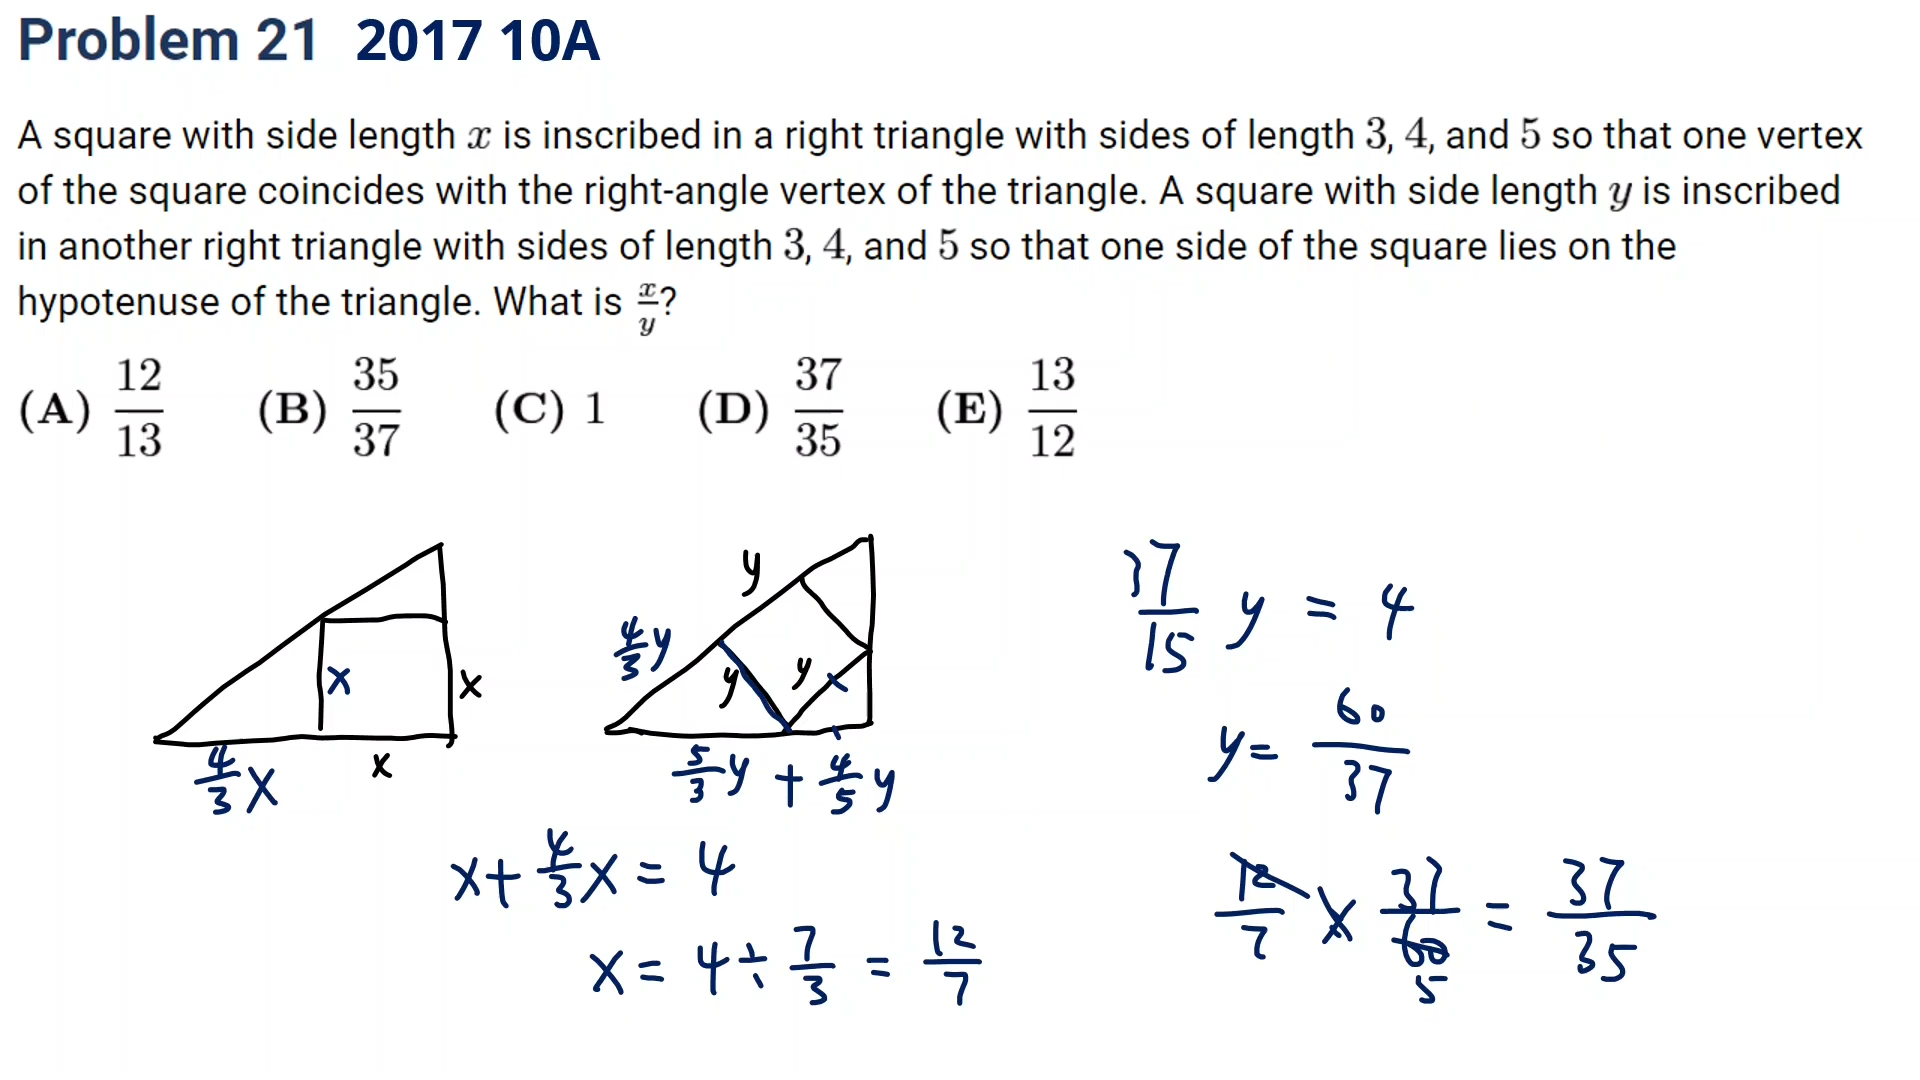 Problem 21 2017 10A
A square with side length x is inscribed in a right triangle with sides of length 3, 4, and 5 so that one vertex
of the square coincides with the right-angle vertex of the triangle. A square with side length y is inscribed
in another right triangle with sides of length 3, 4, and 5 so that one side of the square lies on the
hypotenuse of the triangle. What is x/y?
(A) 12/13 (B) 35/37 (C) 1 (D) 37/35 (E) 13/12
x
x
4/3 x
x
y
4/3 y
y
y
5/3 y + 4/5 y
x + 4/3 x = 4
x = 4 ÷ 7/3 = 12/7
37/15 y = 4
y = 60/37
12/7 × 37/60 = 37/35
5